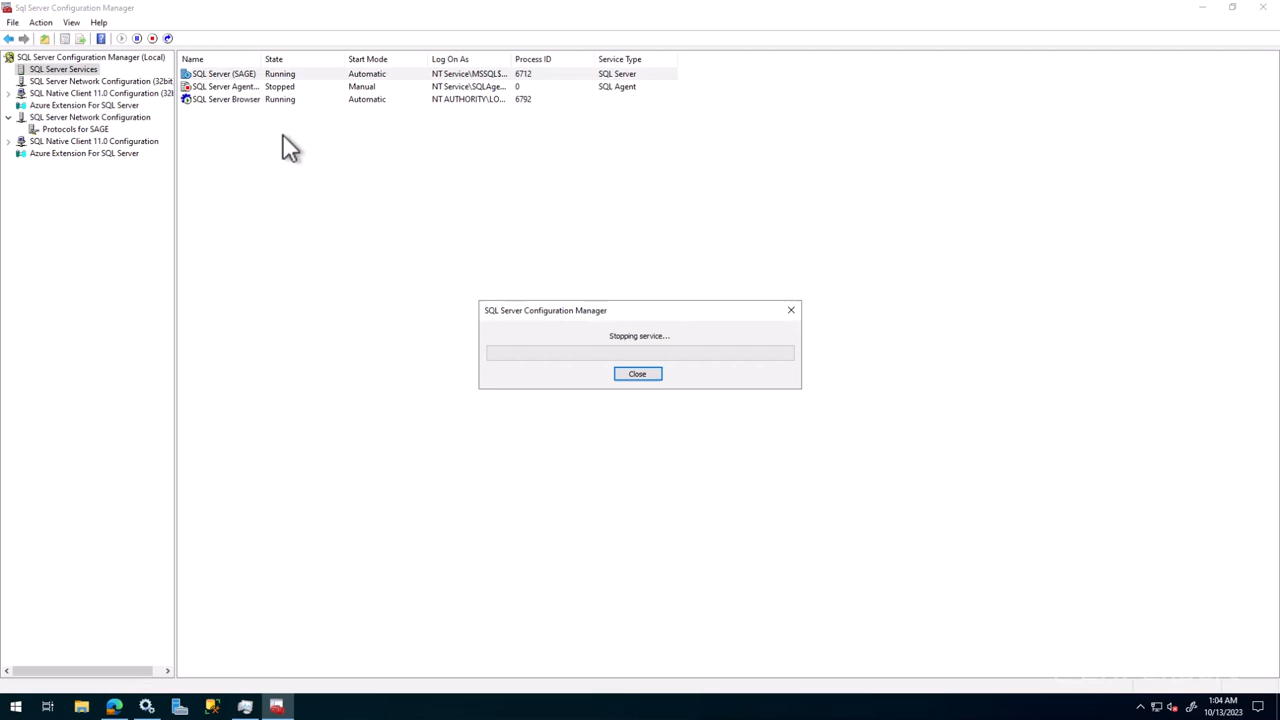 Sql Server Configuration Manager
File Action View Help
SQL Server Configuration Manager (Local)
SQL Server Services
SQL Server Network Configuration (32bit
SQL Native Client 11.0 Configuration (32l
Azure Extension For SQL Server
SQL Server Network Configuration
Protocols for SAGE
SQL Native Client 11.0 Configuration
Azure Extension For SQL Server
Name State Start Mode Log On As Process ID Service Type
SQL Server (SAGE) Running Automatic NT Service\MSSQL$... 6712 SQL Server
SQL Server Agent... Stopped Manual NT Service\SQLAge... 0 SQL Agent
SQL Server Browser Running Automatic NT AUTHORITY\LO... 6792
SQL Server Configuration Manager
Stopping service...
Close
1:04 AM
10/13/2023